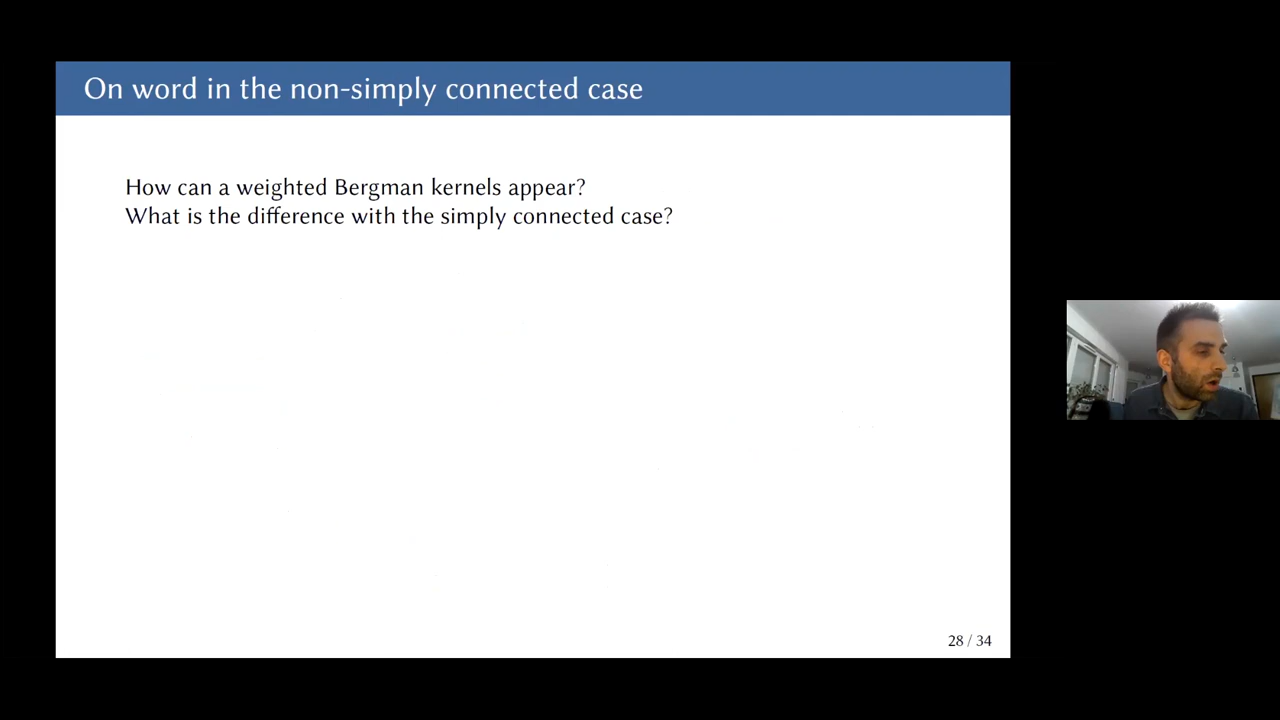 On word in the non-simply connected case
How can a weighted Bergman kernels appear?
What is the difference with the simply connected case?
28 / 34